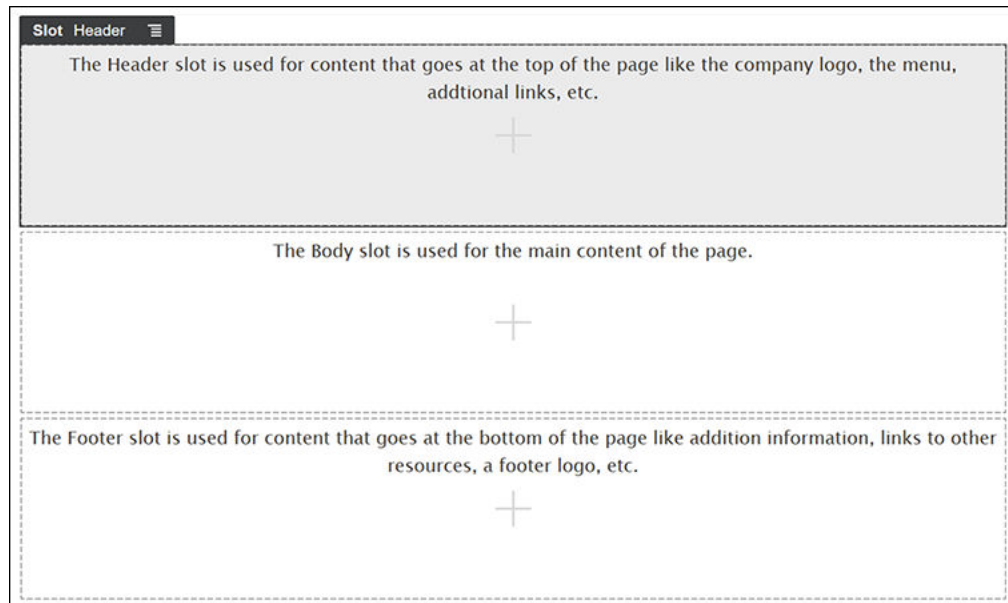 Slot Header
The Header slot is used for content that goes at the top of the page like the company logo, the menu,
addtional links, etc.
The Body slot is used for the main content of the page.
The Footer slot is used for content that goes at the bottom of the page like addition information, links to other
resources, a footer logo, etc.